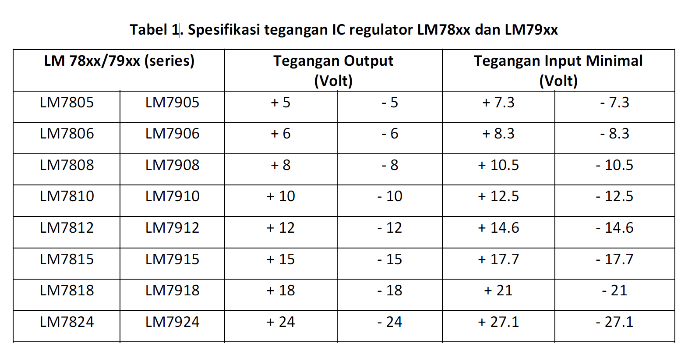 Tabel 1. Spesifikasi tegangan IC regulator LM78xx dan LM79xx
LM 78xx/79xx (series) Tegangan Output (Volt) Tegangan Input Minimal (Volt)
LM7805 LM7905 + 5 - 5 + 7.3 - 7.3
LM7806 LM7906 + 6 - 6 + 8.3 - 8.3
LM7808 LM7908 + 8 - 8 + 10.5 - 10.5
LM7810 LM7910 + 10 - 10 + 12.5 - 12.5
LM7812 LM7912 + 12 - 12 + 14.6 - 14.6
LM7815 LM7915 + 15 - 15 + 17.7 - 17.7
LM7818 LM7918 + 18 - 18 + 21 - 21
LM7824 LM7924 + 24 - 24 + 27.1 - 27.1